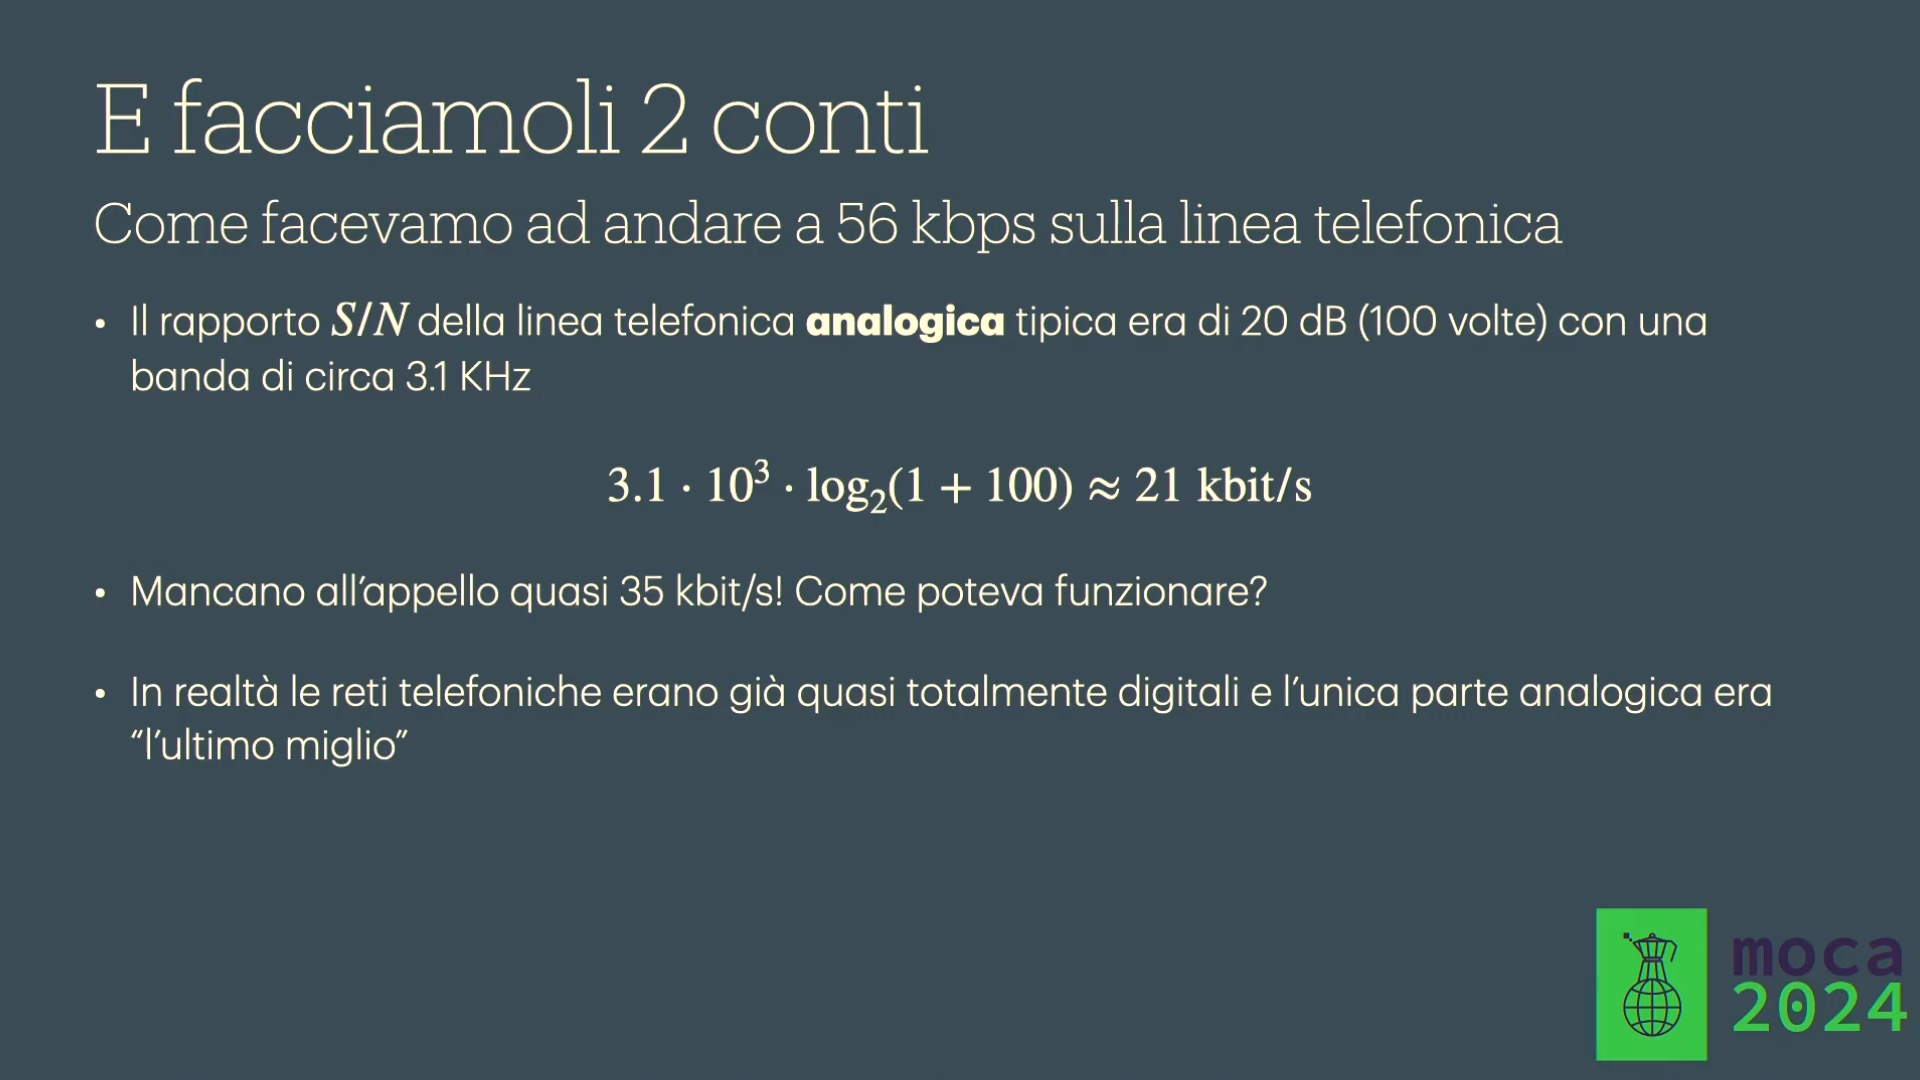 E facciamoli 2 conti
Come facevamo ad andare a 56 kbps sulla linea telefonica
• Il rapporto S/N della linea telefonica analogica tipica era di 20 dB (100 volte) con una
banda di circa 3.1 KHz
3.1 · 10³ · log₂(1 + 100) ≈ 21 kbit/s
• Mancano all’appello quasi 35 kbit/s! Come poteva funzionare?
• In realtà le reti telefoniche erano già quasi totalmente digitali e l’unica parte analogica era
“l’ultimo miglio”
moca
2024